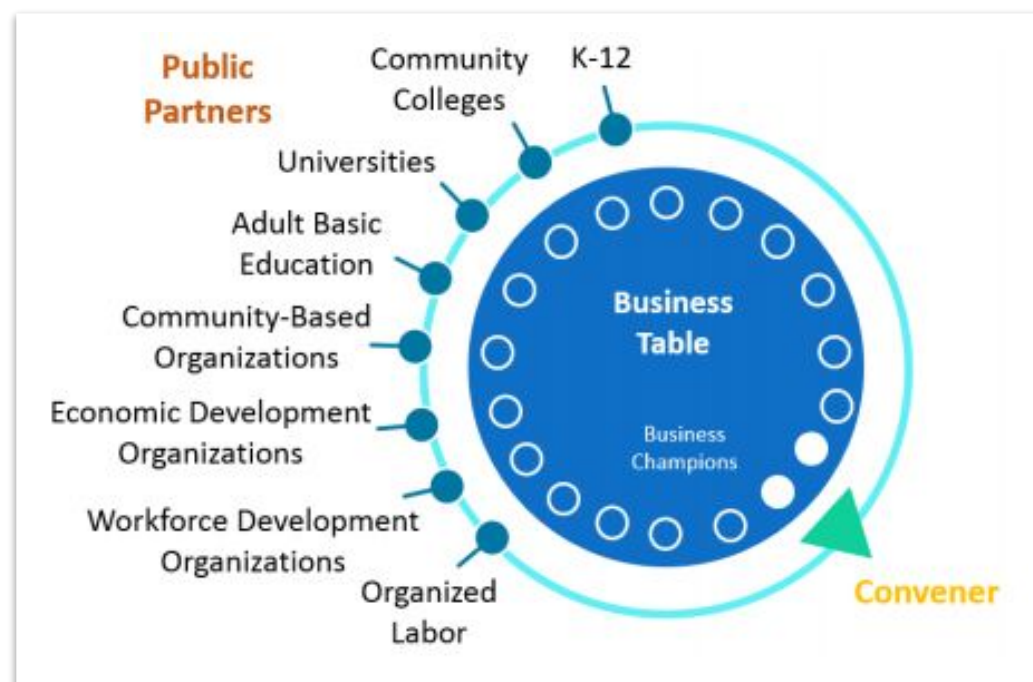 Public
Partners
Community
Colleges
K-12
Universities
Adult Basic
Education
Community-Based
Organizations
Economic Development
Organizations
Workforce Development
Organizations
Organized
Labor
Business
Table
Business
Champions
Convener